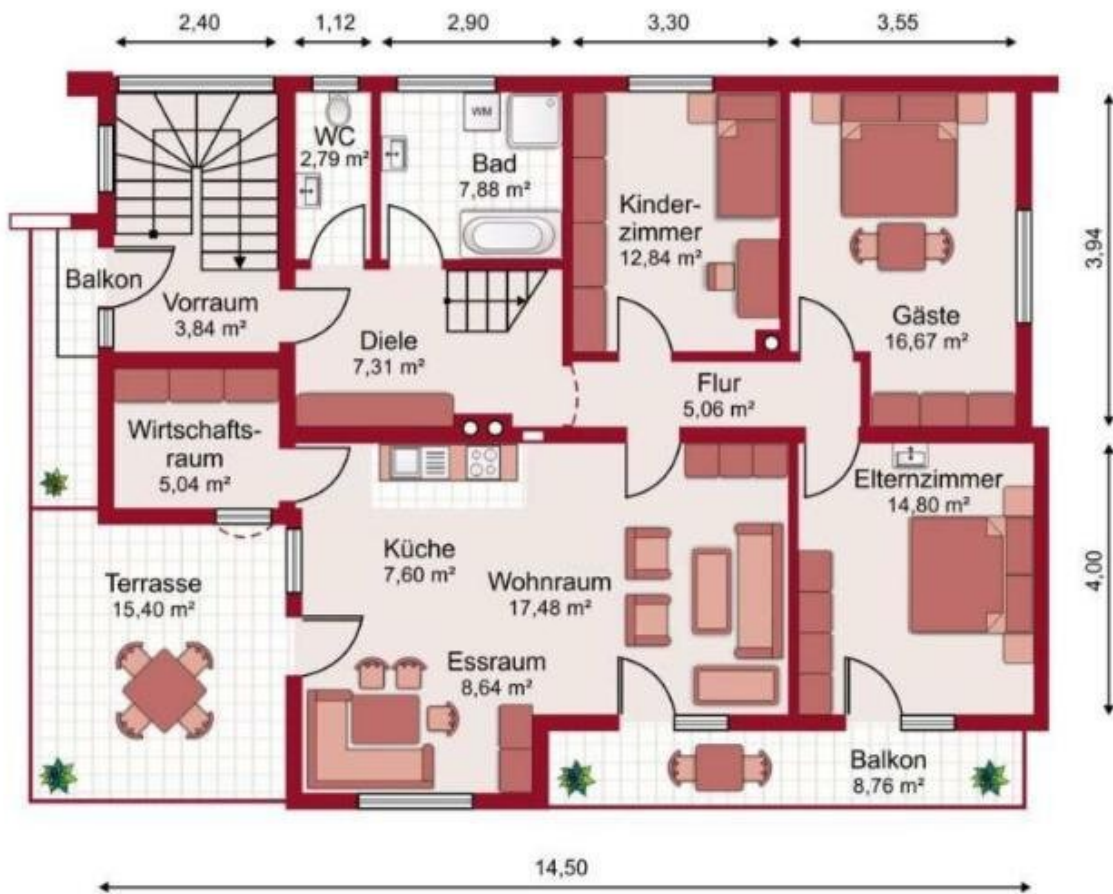 2,40
1,12
2,90
3,30
3,55
WC
2,79 m²
WM
Bad
7,88 m²
Kinder-
zimmer
12,84 m²
Gäste
16,67 m²
3,94
Balkon
Vorraum
3,84 m²
Diele
7,31 m²
Flur
5,06 m²
Wirtschafts-
raum
5,04 m²
Elternzimmer
14,80 m²
4,00
Küche
7,60 m²
Wohnraum
17,48 m²
Terrasse
15,40 m²
Essraum
8,64 m²
Balkon
8,76 m²
14,50